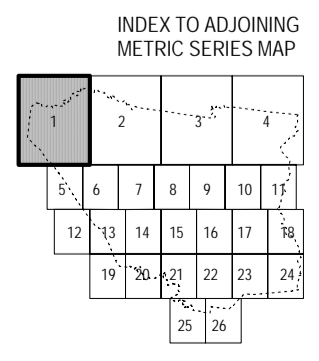 INDEX TO ADJOINING
METRIC SERIES MAP
1 2 3 4
5 6 7 8 9 10 11
12 13 14 15 16 17 18
19 20 21 22 23 24
25 26